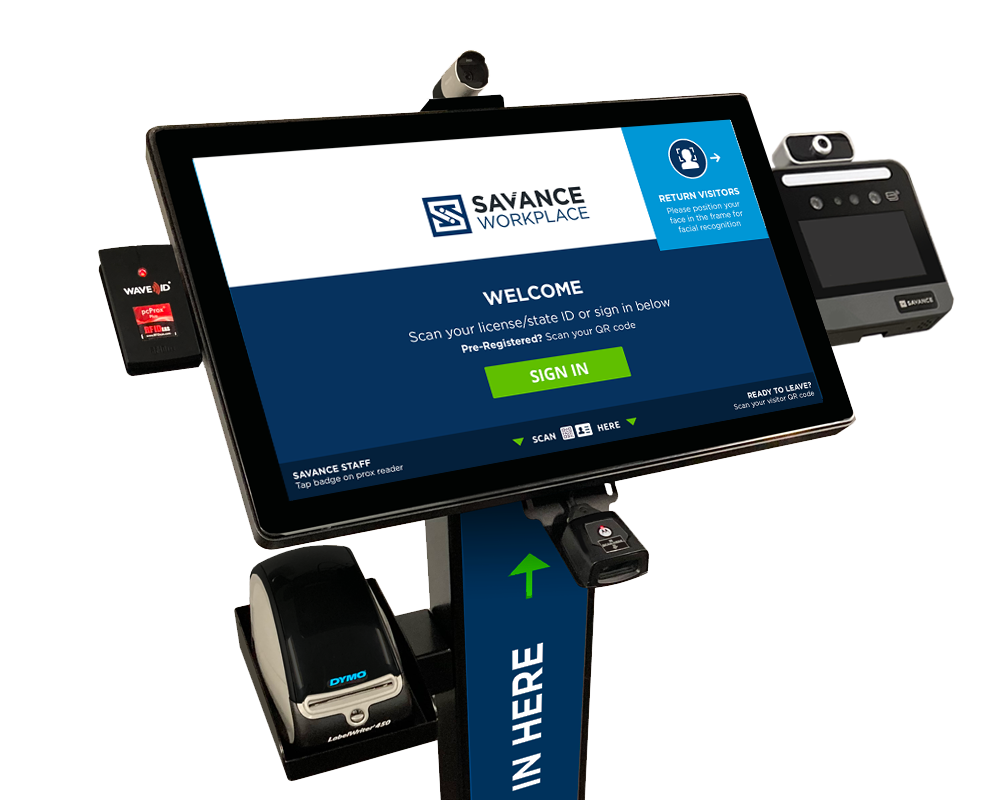 SAVANCE
WORKPLACE
RETURN VISITORS
Please position your
face in the frame for
facial recognition
WELCOME
Scan your license/state ID or sign in below
Pre-Registered? Scan your QR code
SIGN IN
SCAN HERE
READY TO LEAVE?
Scan your visitor QR code
SAVANCE STAFF
Tap badge on prox reader
WAVE ID
pcProx
Plus
RFID
SAVANCE
DYMO
LabelWriter 450
IN HERE